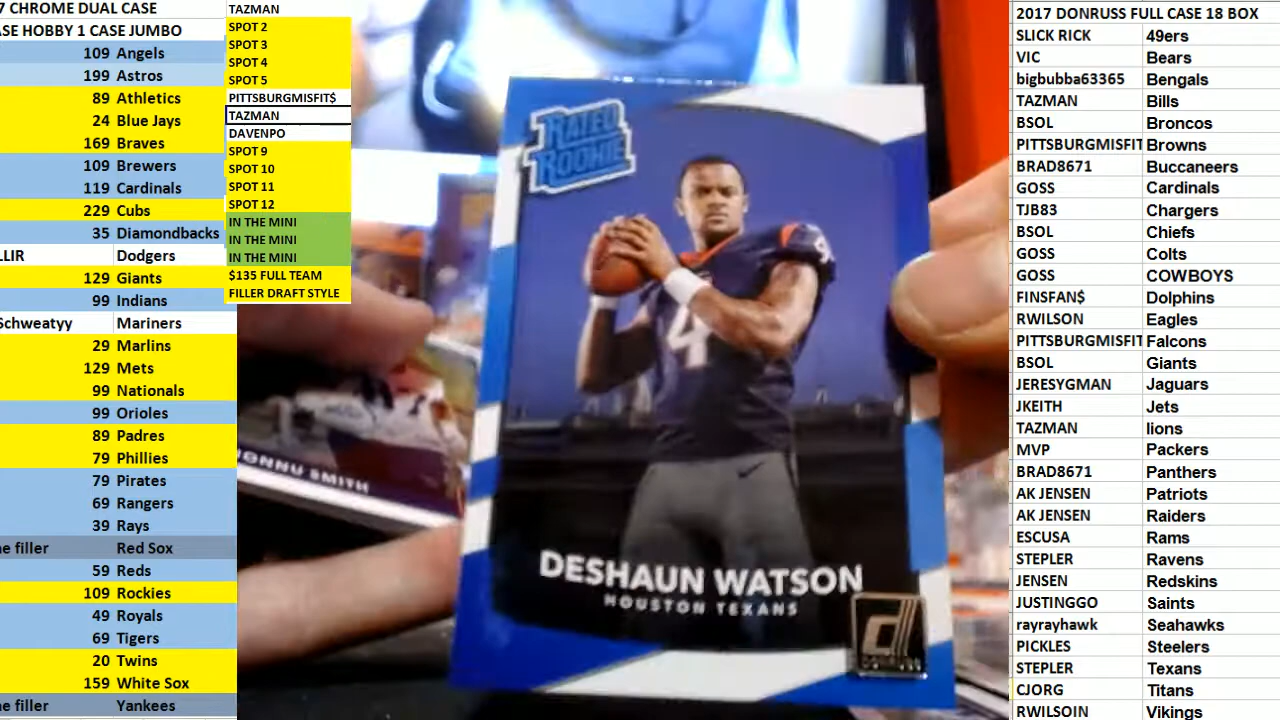 7 CHROME DUAL CASE
ASE HOBBY 1 CASE JUMBO
109 Angels
199 Astros
89 Athletics
24 Blue Jays
169 Braves
109 Brewers
119 Cardinals
229 Cubs
35 Diamondbacks
LLIR Dodgers
129 Giants
99 Indians
Schweatyy Mariners
29 Marlins
129 Mets
99 Nationals
99 Orioles
89 Padres
79 Phillies
79 Pirates
69 Rangers
39 Rays
ne filler Red Sox
59 Reds
109 Rockies
49 Royals
69 Tigers
20 Twins
159 White Sox
ne filler Yankees
TAZMAN
SPOT 2
SPOT 3
SPOT 4
SPOT 5
PITTSBURGMISFIT$
TAZMAN
DAVENPO
SPOT 9
SPOT 10
SPOT 11
SPOT 12
IN THE MINI
IN THE MINI
IN THE MINI
$135 FULL TEAM
FILLER DRAFT STYLE
RATED
ROOKIE
4
4
JONNU SMITH
DESHAUN WATSON
HOUSTON TEXANS
d
DONRUSS
2017 DONRUSS FULL CASE 18 BOX
SLICK RICK 49ers
VIC Bears
bigbubba63365 Bengals
TAZMAN Bills
BSOL Broncos
PITTSBURGMISFIT Browns
BRAD8671 Buccaneers
GOSS Cardinals
TJB83 Chargers
BSOL Chiefs
GOSS Colts
GOSS COWBOYS
FINSFAN$ Dolphins
RWILSON Eagles
PITTSBURGMISFIT Falcons
BSOL Giants
JERESYGMAN Jaguars
JKEITH Jets
TAZMAN lions
MVP Packers
BRAD8671 Panthers
AK JENSEN Patriots
AK JENSEN Raiders
ESCUSA Rams
STEPLER Ravens
JENSEN Redskins
JUSTINGGO Saints
rayrayhawk Seahawks
PICKLES Steelers
STEPLER Texans
CJORG Titans
RWILSOIN Vikings